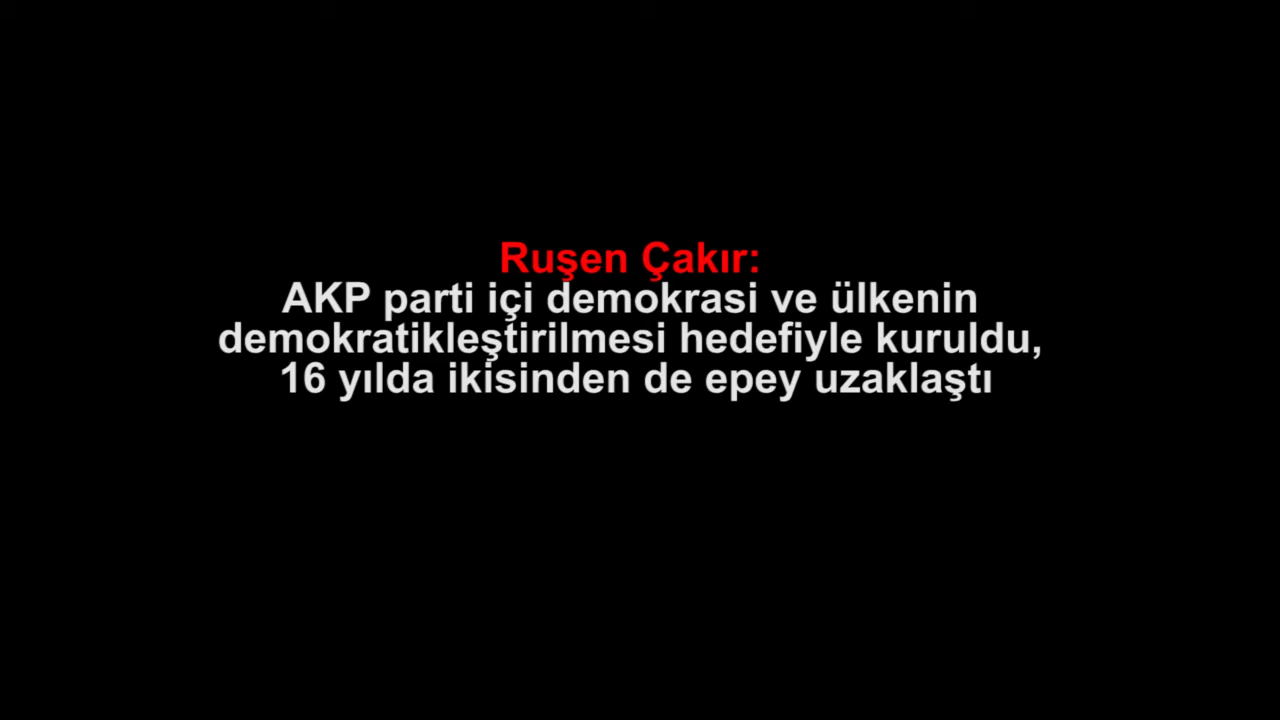 Ruşen Çakır:
AKP parti içi demokrasi ve ülkenin
demokratikleştirilmesi hedefiyle kuruldu,
16 yılda ikisinden de epey uzaklaştı